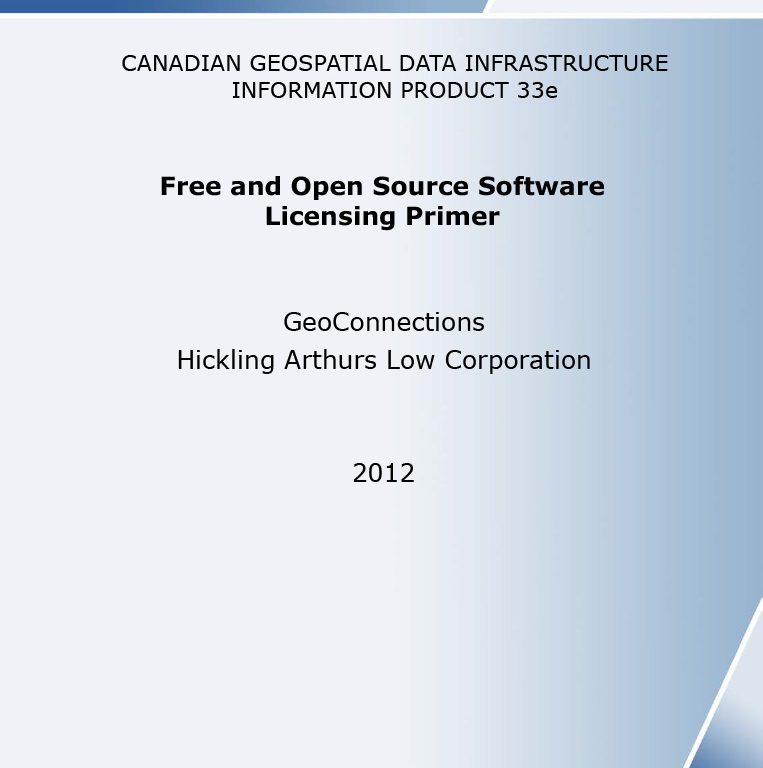 CANADIAN GEOSPATIAL DATA INFRASTRUCTURE
INFORMATION PRODUCT 33e
Free and Open Source Software
Licensing Primer
GeoConnections
Hickling Arthurs Low Corporation
2012